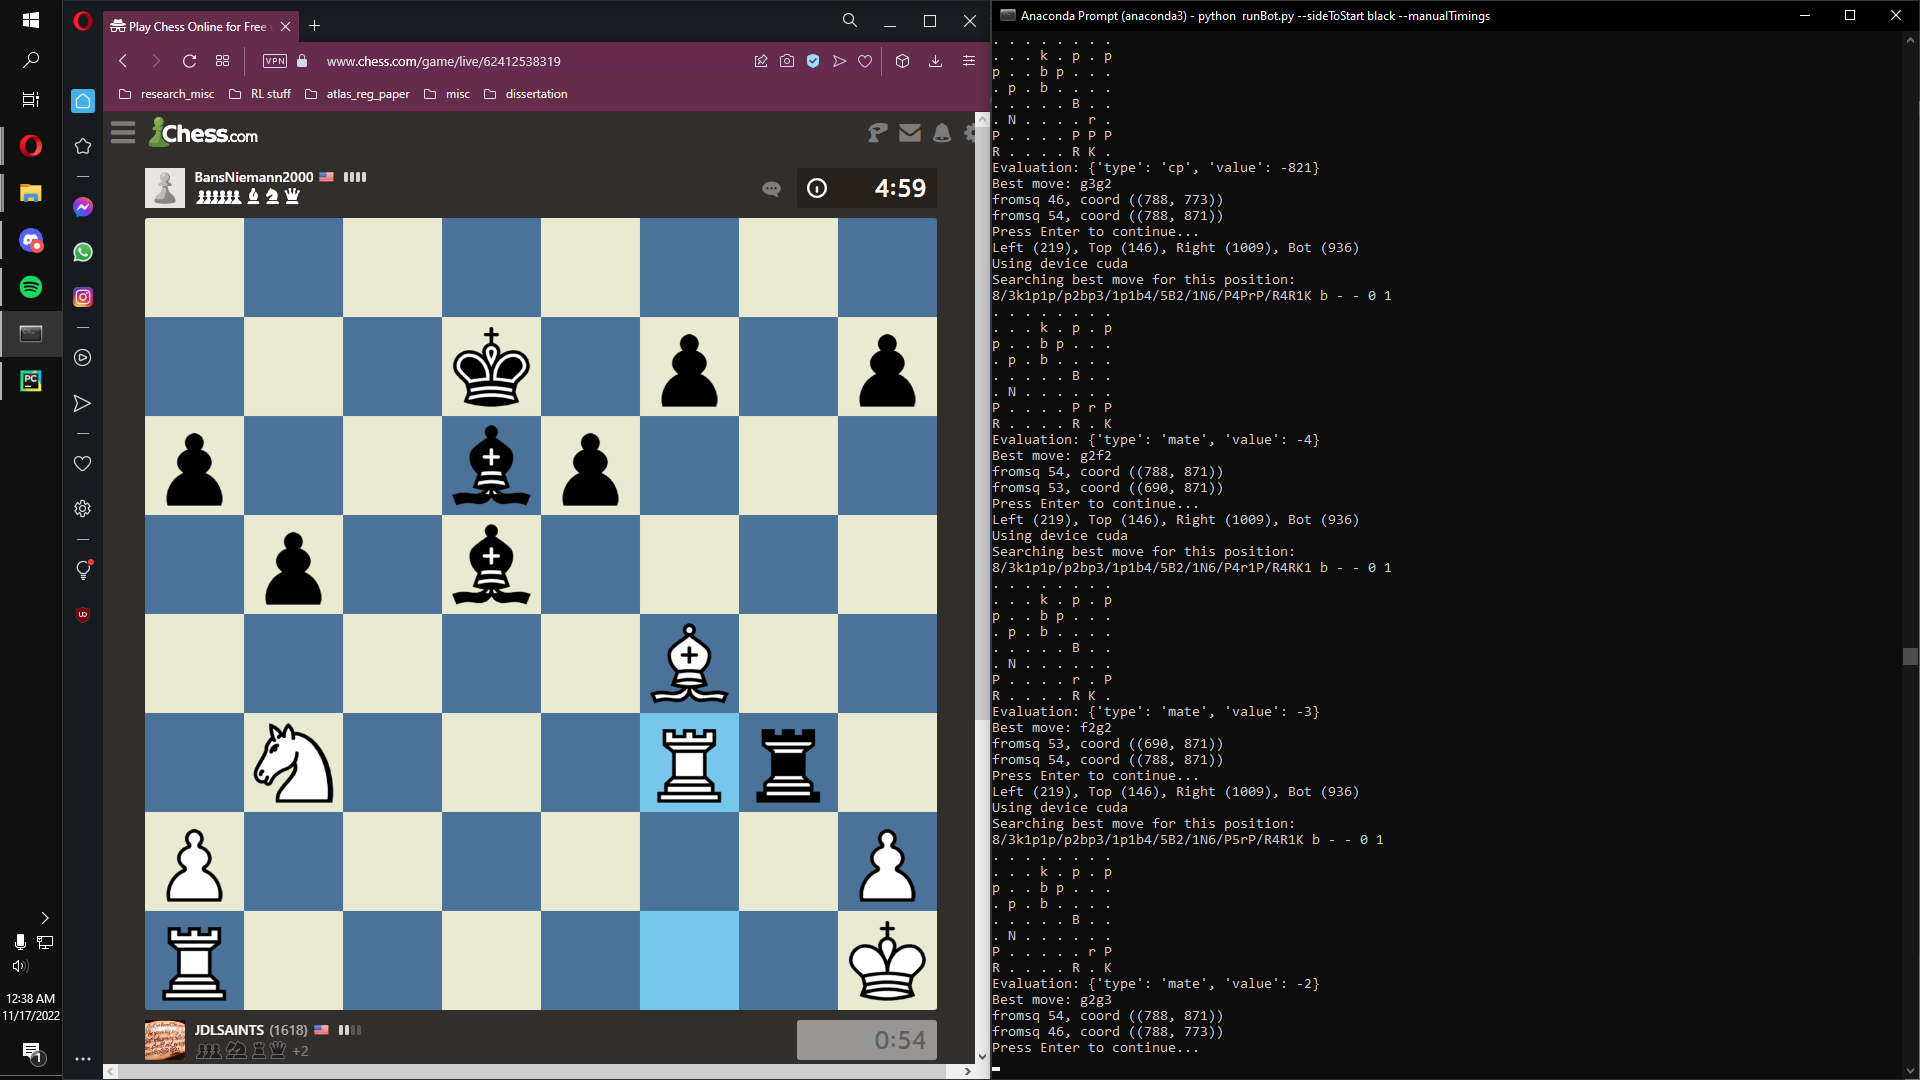 Play Chess Online for Free
VPN
www.chess.com/game/live/62412538319
research_misc
RL stuff
atlas_reg_paper
misc
dissertation
Chess.com
BansNiemann2000
4:59
JDLSAINTS (1618)
+2
0:54
PC
UD
12:38 AM
11/17/2022
1
Anaconda Prompt (anaconda3) - python  runBot.py --sideToStart black --manualTimings
. . . . . . . .
. . . k . p . p
p . . b p . . .
. p . b . . . .
. . . . . B . .
. N . . . . r .
P . . . . P P P
R . . . . R K .
Evaluation: {'type': 'cp', 'value': -821}
Best move: g3g2
fromsq 46, coord ((788, 773))
fromsq 54, coord ((788, 871))
Press Enter to continue...
Left (219), Top (146), Right (1009), Bot (936)
Using device cuda
Searching best move for this position:
8/3k1p1p/p2bp3/1p1b4/5B2/1N6/P4PrP/R4R1K b - - 0 1
. . . . . . . .
. . . k . p . p
p . . b p . . .
. p . b . . . .
. . . . . B . .
. N . . . . . .
P . . . . P r P
R . . . . R . K
Evaluation: {'type': 'mate', 'value': -4}
Best move: g2f2
fromsq 54, coord ((788, 871))
fromsq 53, coord ((690, 871))
Press Enter to continue...
Left (219), Top (146), Right (1009), Bot (936)
Using device cuda
Searching best move for this position:
8/3k1p1p/p2bp3/1p1b4/5B2/1N6/P4r1P/R4RK1 b - - 0 1
. . . . . . . .
. . . k . p . p
p . . b p . . .
. p . b . . . .
. . . . . B . .
. N . . . . . .
P . . . . r . P
R . . . . R K .
Evaluation: {'type': 'mate', 'value': -3}
Best move: f2g2
fromsq 53, coord ((690, 871))
fromsq 54, coord ((788, 871))
Press Enter to continue...
Left (219), Top (146), Right (1009), Bot (936)
Using device cuda
Searching best move for this position:
8/3k1p1p/p2bp3/1p1b4/5B2/1N6/P5rP/R4R1K b - - 0 1
. . . . . . . .
. . . k . p . p
p . . b p . . .
. p . b . . . .
. . . . . B . .
. N . . . . . .
P . . . . . r P
R . . . . R . K
Evaluation: {'type': 'mate', 'value': -2}
Best move: g2g3
fromsq 54, coord ((788, 871))
fromsq 46, coord ((788, 773))
Press Enter to continue...